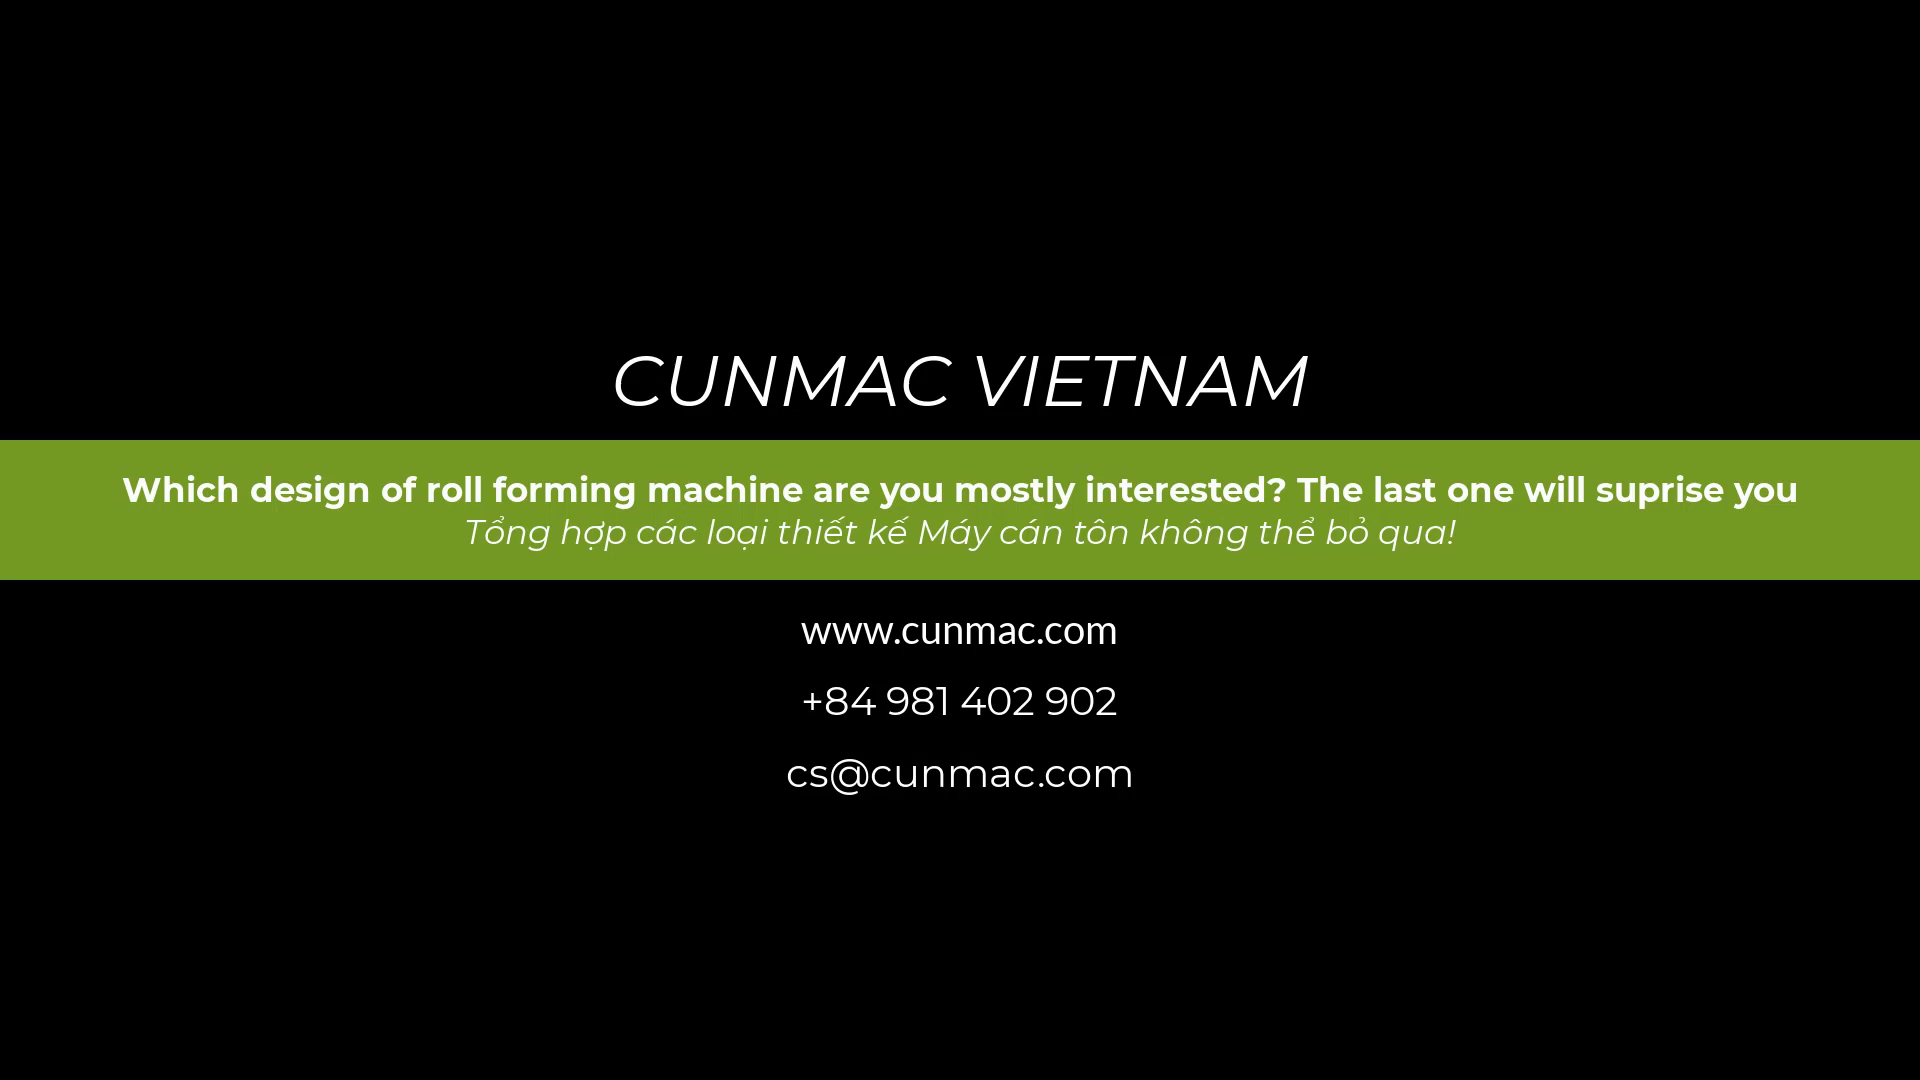 CUNMAC VIETNAM
Which design of roll forming machine are you mostly interested? The last one will suprise you
Tổng hợp các loại thiết kế Máy cán tôn không thể bỏ qua!
www.cunmac.com
+84 981 402 902
cs@cunmac.com